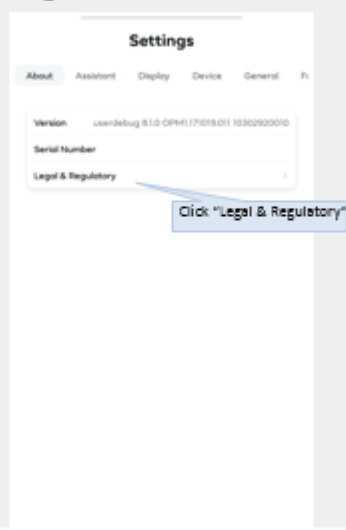 Settings
About Assistant Display Device General
Version userdebug 8.1.0 OPM1.171019.011 10302920010
Serial Number
Legal & Regulatory
Click "Legal & Regulatory"